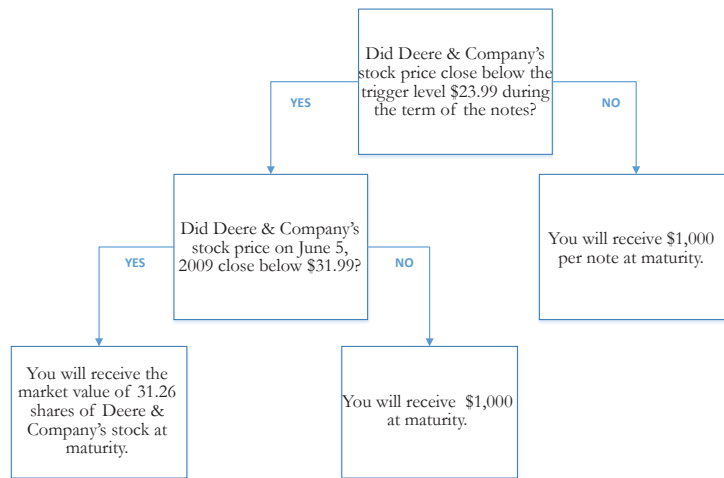 Did Deere & Company's
stock price close below the
trigger level $23.99 during
the term of the notes?
YES
NO
Did Deere & Company's
stock price on June 5,
2009 close below $31.99?
You will receive $1,000
per note at maturity.
YES
NO
You will receive the
market value of 31.26
shares of Deere &
Company's stock at
maturity.
You will receive $1,000
at maturity.